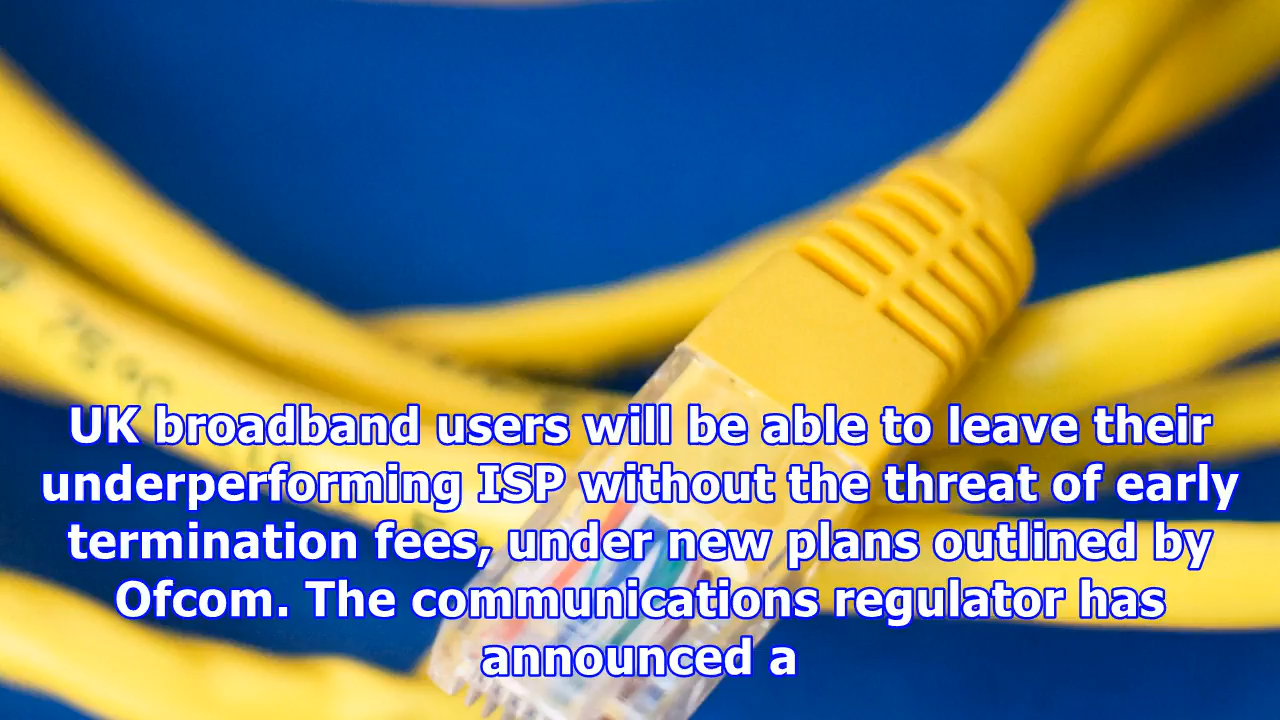 UK broadband users will be able to leave their
underperforming ISP without the threat of early
termination fees, under new plans outlined by
Ofcom. The communications regulator has
announced a